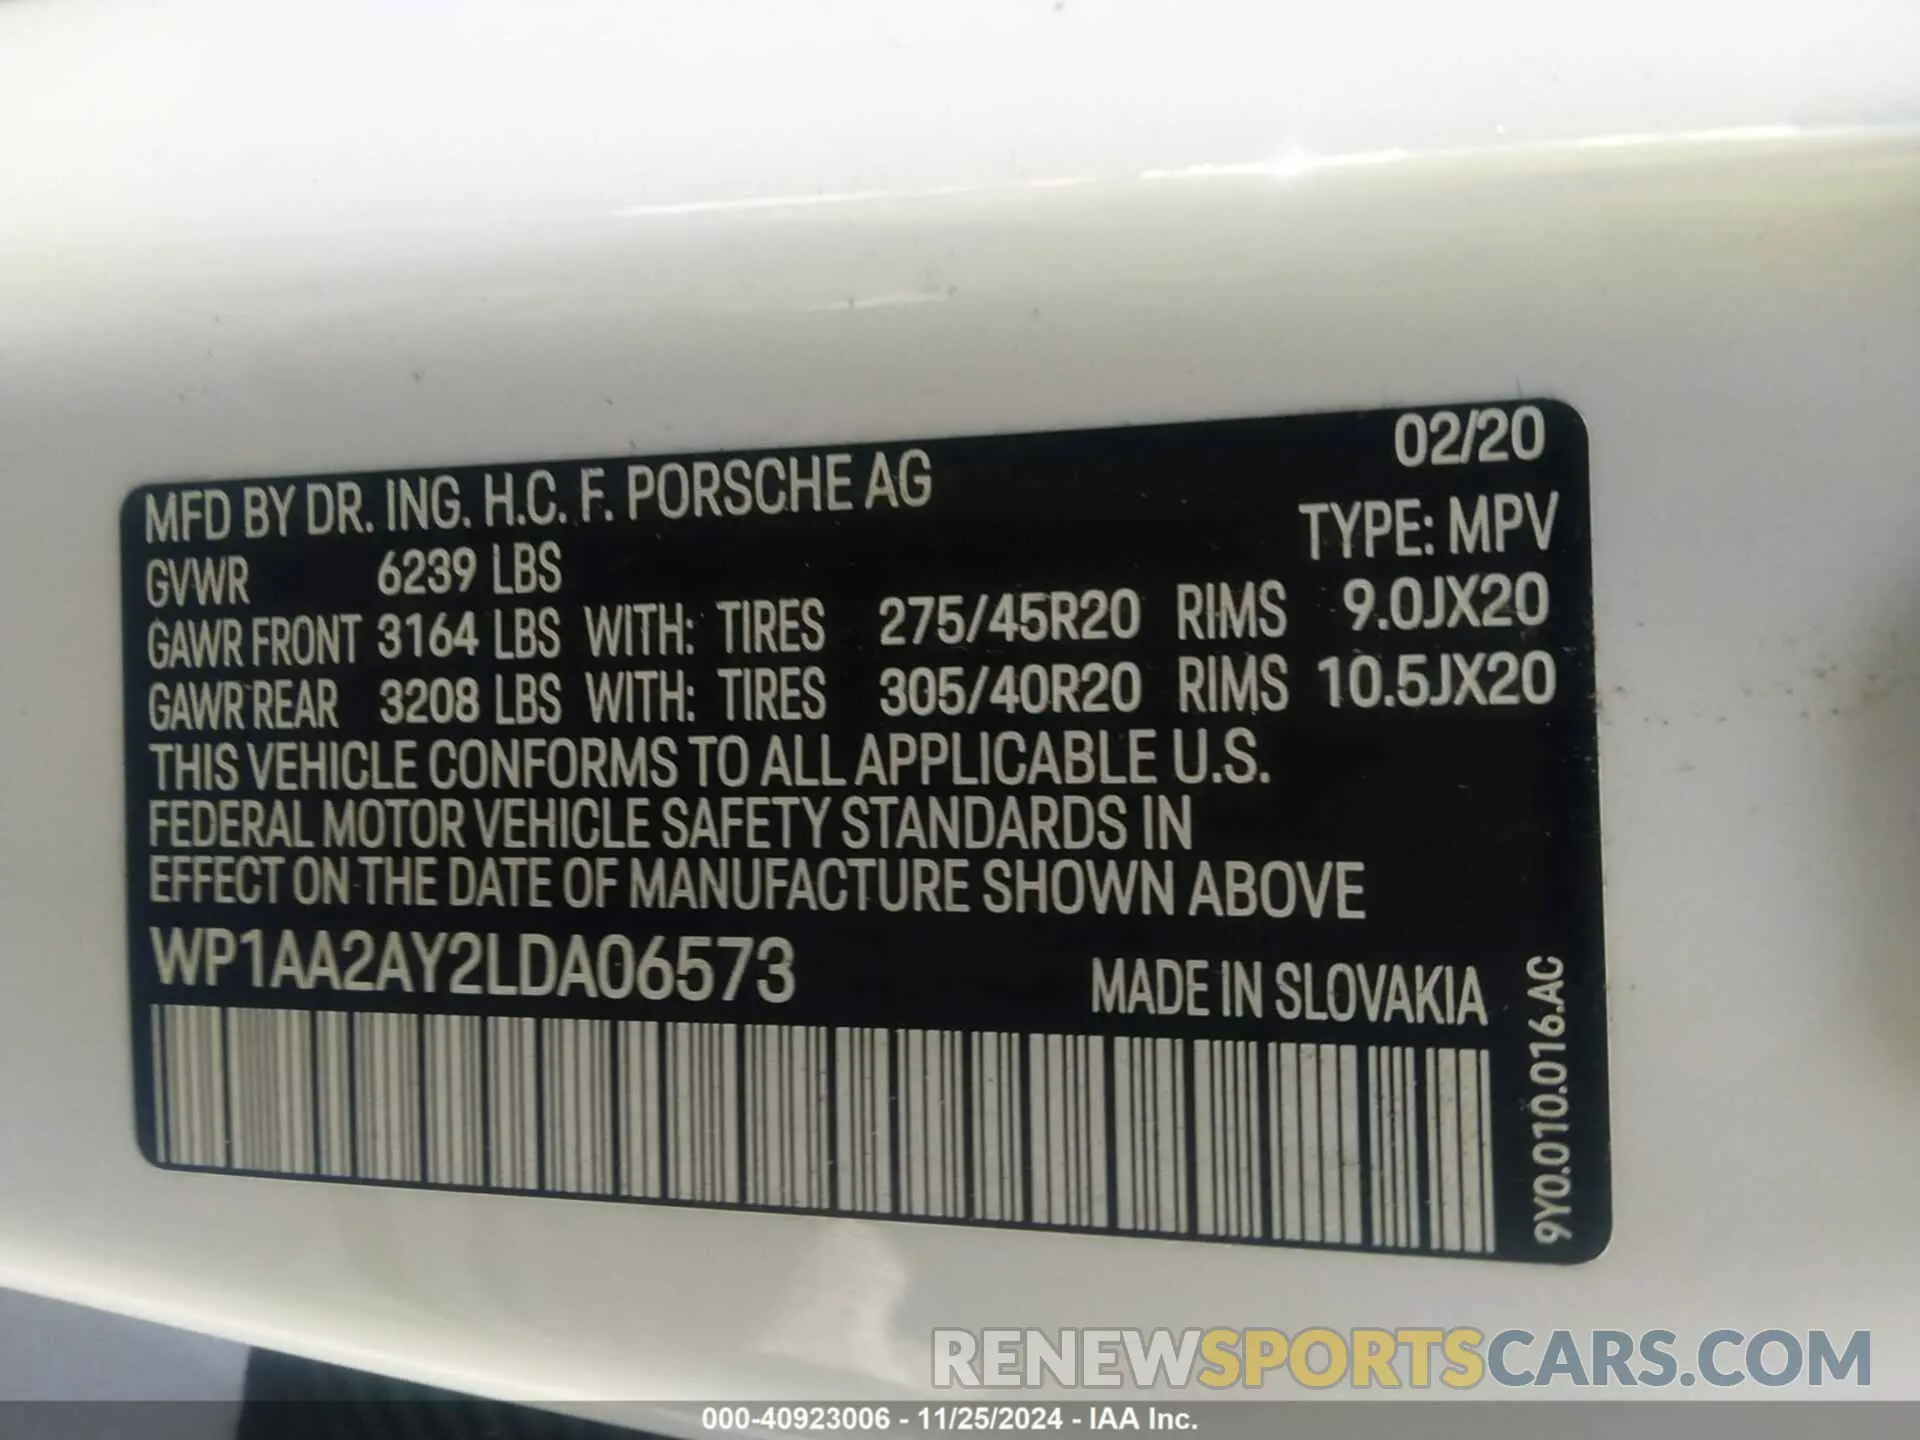 02/20
MFD BY DR. ING. H.C. F. PORSCHE AG
TYPE: MPV
GVWR 6239 LBS
GAWR FRONT 3164 LBS WITH: TIRES 275/45R20 RIMS 9.0JX20
GAWR REAR 3208 LBS WITH: TIRES 305/40R20 RIMS 10.5JX20
THIS VEHICLE CONFORMS TO ALL APPLICABLE U.S.
FEDERAL MOTOR VEHICLE SAFETY STANDARDS IN
EFFECT ON THE DATE OF MANUFACTURE SHOWN ABOVE
WP1AA2AY2LDA06573
MADE IN SLOVAKIA
9Y0.010.016.AC
RENEWSPORTSCARS.COM
000-40923006 - 11/25/2024 - IAA Inc.